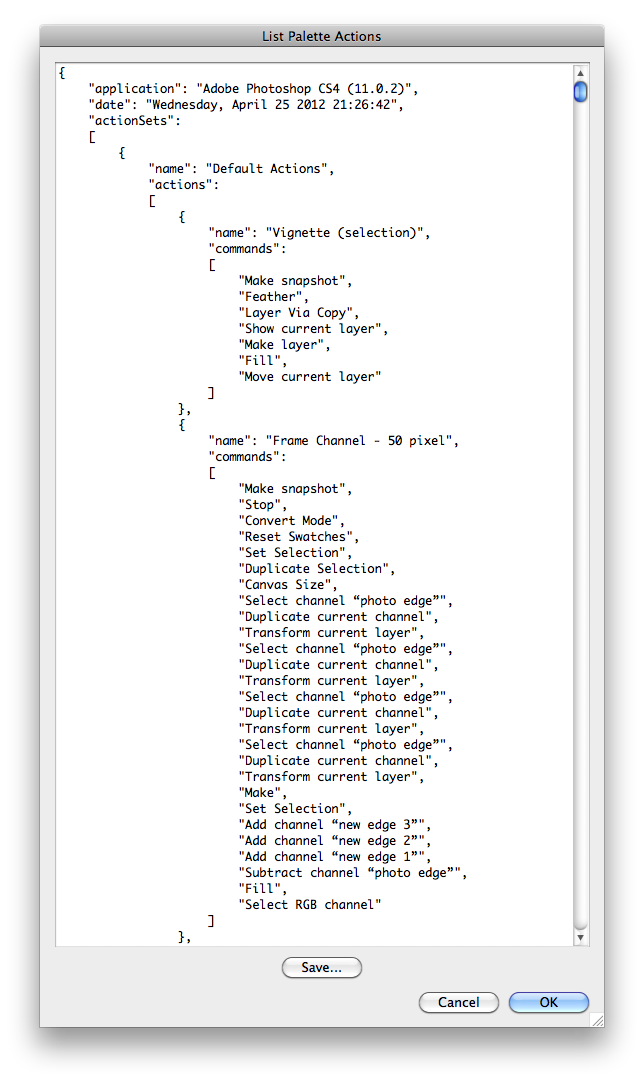 List Palette Actions
{
    "application": "Adobe Photoshop CS4 (11.0.2)",
    "date": "Wednesday, April 25 2012 21:26:42",
    "actionSets":
    [
        {
            "name": "Default Actions",
            "actions":
            [
                {
                    "name": "Vignette (selection)",
                    "commands":
                    [
                        "Make snapshot",
                        "Feather",
                        "Layer Via Copy",
                        "Show current layer",
                        "Make layer",
                        "Fill",
                        "Move current layer"
                    ]
                },
                {
                    "name": "Frame Channel - 50 pixel",
                    "commands":
                    [
                        "Make snapshot",
                        "Stop",
                        "Convert Mode",
                        "Reset Swatches",
                        "Set Selection",
                        "Duplicate Selection",
                        "Canvas Size",
                        "Select channel “photo edge”",
                        "Duplicate current channel",
                        "Transform current layer",
                        "Select channel “photo edge”",
                        "Duplicate current channel",
                        "Transform current layer",
                        "Select channel “photo edge”",
                        "Duplicate current channel",
                        "Transform current layer",
                        "Select channel “photo edge”",
                        "Duplicate current channel",
                        "Transform current layer",
                        "Make",
                        "Set Selection",
                        "Add channel “new edge 3”",
                        "Add channel “new edge 2”",
                        "Add channel “new edge 1”",
                        "Subtract channel “photo edge”",
                        "Fill",
                        "Select RGB channel"
                    ]
                },
Save...
Cancel OK